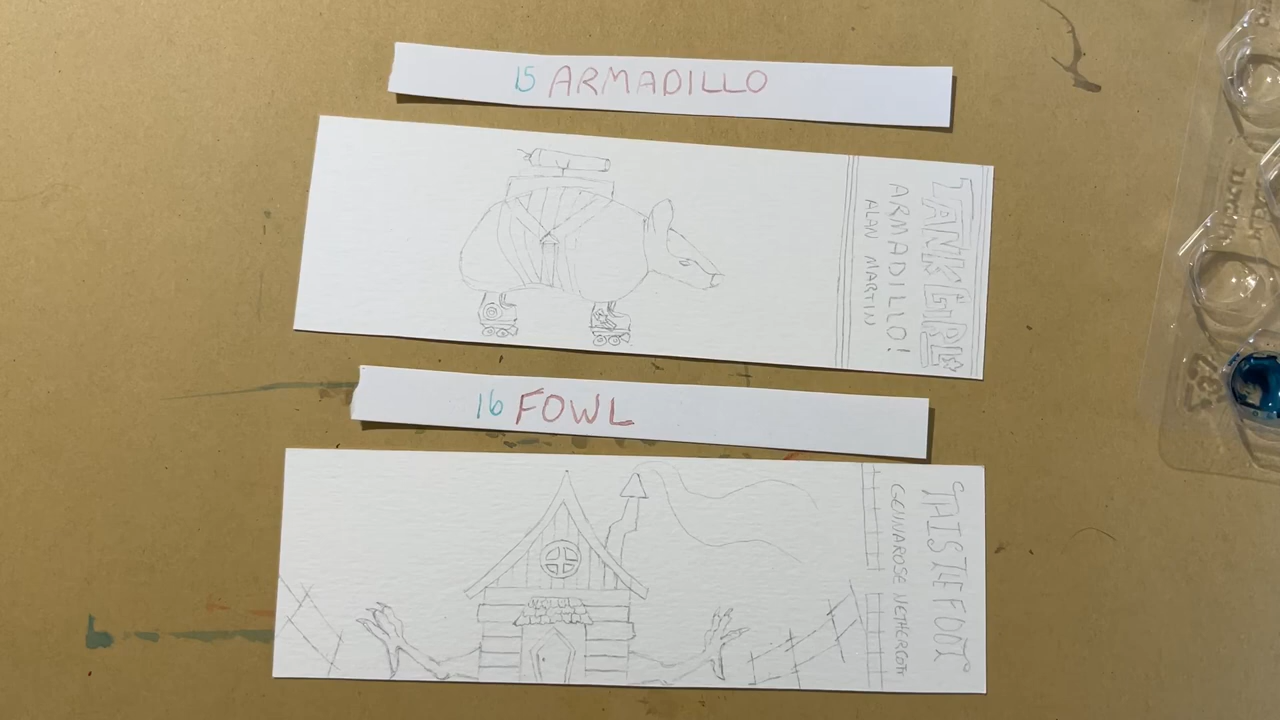 15 ARMADILLO
TANK GIRL
ARMADILLO!
ALAN MARTIN
16 FOWL
THISTLEFOOT
GENNAROSE NETHERCOTT